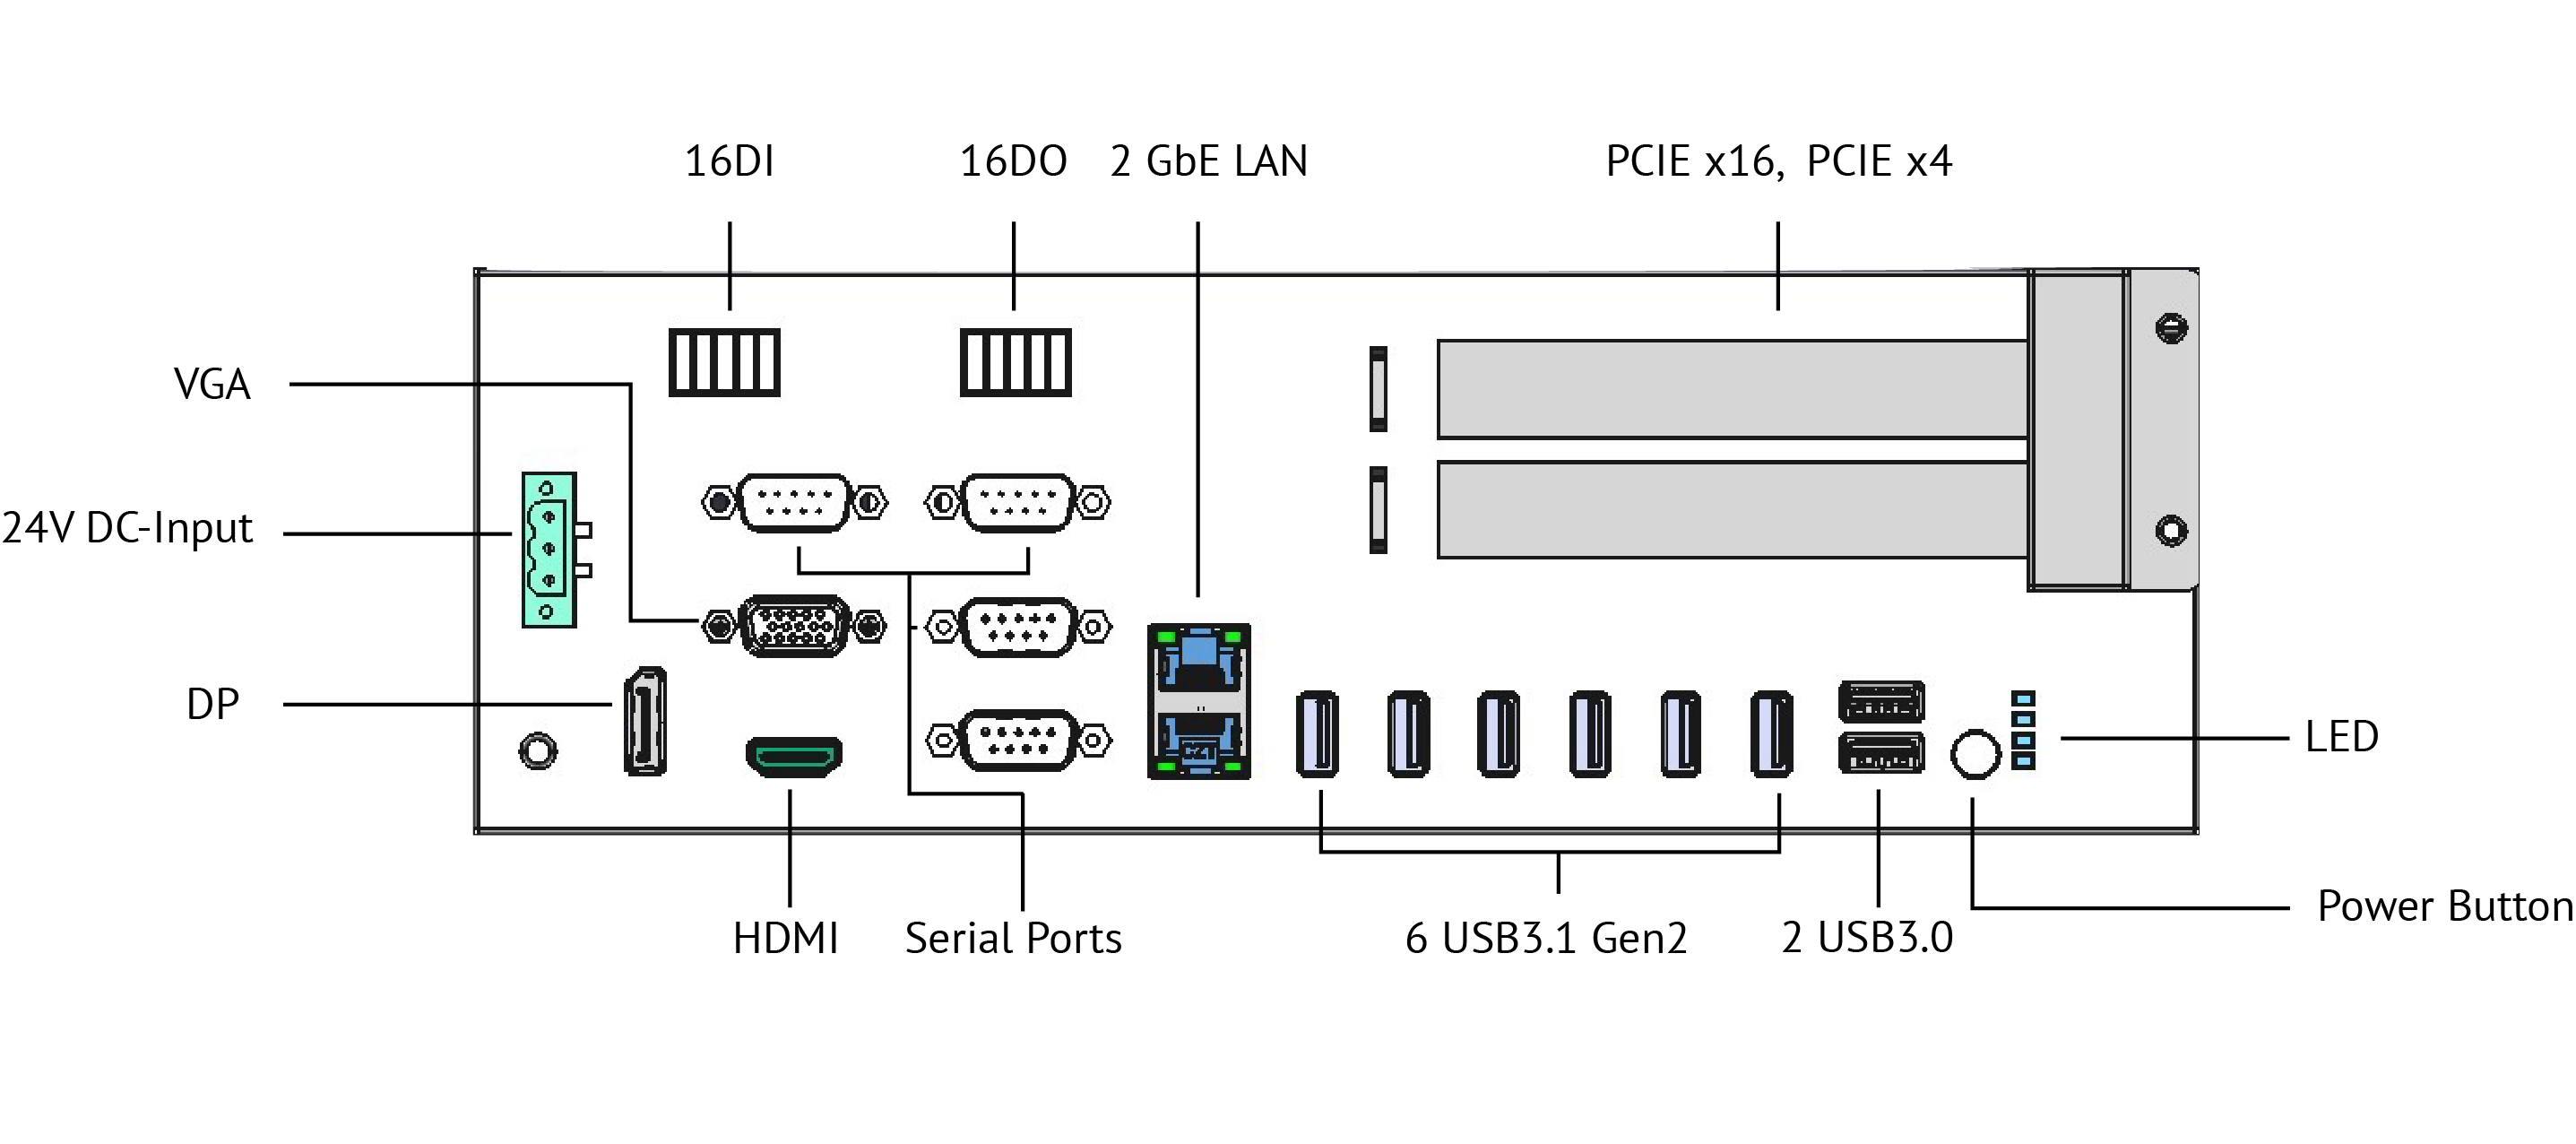 16DI
16DO
2 GbE LAN
PCIE x16, PCIE x4
VGA
24V DC-Input
DP
LED
Power Button
HDMI
Serial Ports
6 USB3.1 Gen2
2 USB3.0